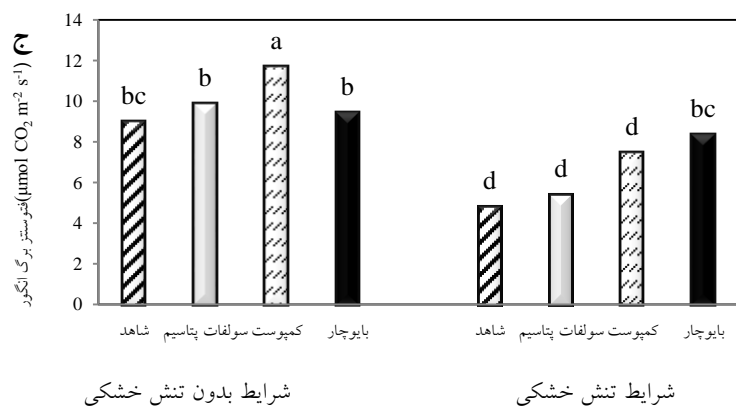 ج
فتوسنتز برگ انگور(μmol CO₂ m⁻² s⁻¹)
14
12
10
8
6
4
2
0
bc
b
a
b
d
d
d
bc
شاهد
سولفات پتاسیم
کمپوست
بایوچار
شاهد
سولفات پتاسیم
کمپوست
بایوچار
شرایط بدون تنش خشکی
شرایط تنش خشکی